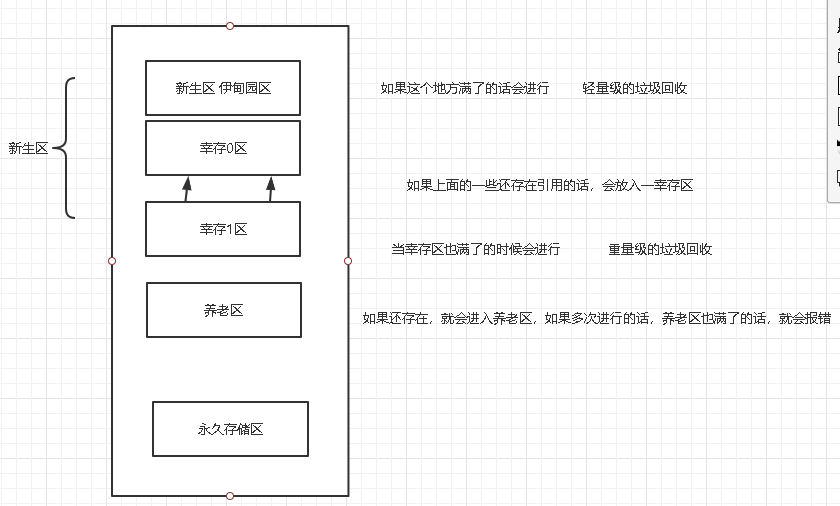 新生区 伊甸园区
如果这个地方满了的话会进行 轻量级的垃圾回收
新生区
幸存0区
如果上面的一些还存在引用的话，会放入一幸存区
幸存1区
当幸存区也满了的时候会进行 重量级的垃圾回收
养老区
如果还存在，就会进入养老区，如果多次进行的话，养老区也满了的话，就会报错
永久存储区